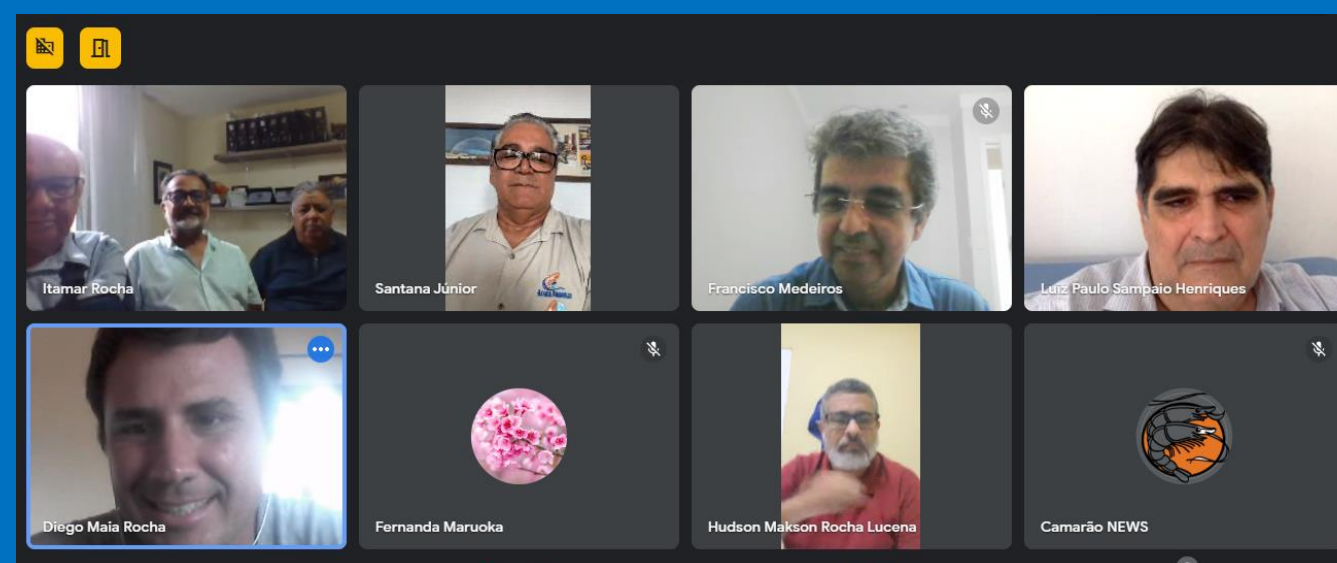 Itamar Rocha
Santana Júnior
Francisco Medeiros
Luiz Paulo Sampaio Henriques
Diego Maia Rocha
Fernanda Maruoka
Hudson Makson Rocha Lucena
Camarão NEWS